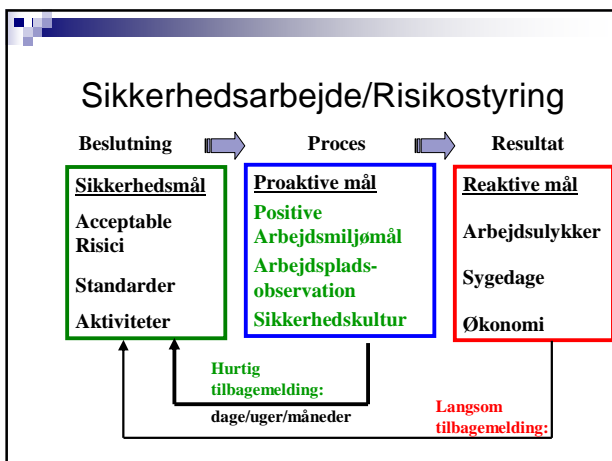 Sikkerhedsarbejde/Risikostyring
Beslutning
Proces
Resultat
Sikkerhedsmål
Acceptable
Risici
Standarder
Aktiviteter
Proaktive mål
Positive
Arbejdsmiljømål
Arbejdsplads-
observation
Sikkerhedskultur
Reaktive mål
Arbejdsulykker
Sygedage
Økonomi
Hurtig
tilbagemelding:
dage/uger/måneder
Langsom
tilbagemelding: